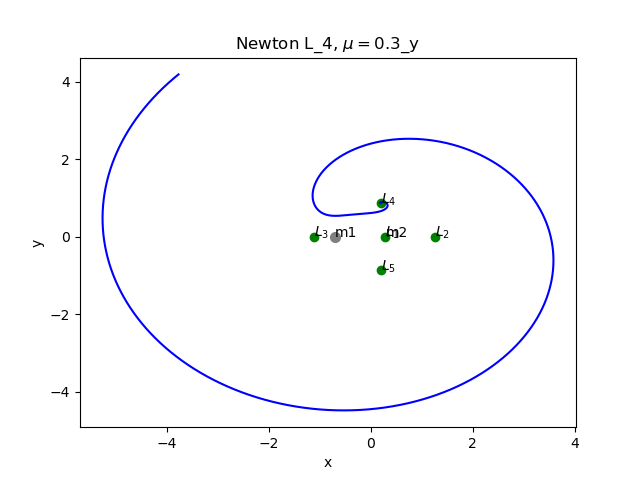 Newton L_4, μ = 0.3_y
y
4
2
0
−2
−4
L₄
L₃ m1 m2 L₂
L₅
−4 −2 0 2 4
x